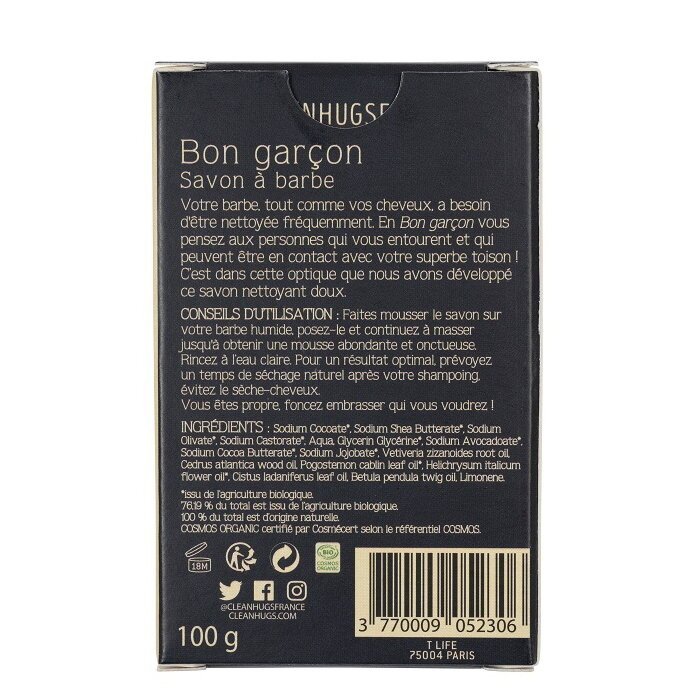 ANHUGSF
Bon garçon
Savon à barbe
Votre barbe, tout comme vos cheveux, a besoin
d'être nettoyée fréquemment. En Bon garçon vous
pensez aux personnes qui vous entourent et qui
peuvent être en contact avec votre superbe toison !
C'est dans cette optique que nous avons développé
ce savon nettoyant doux.
CONSEILS D'UTILISATION : Faites mousser le savon sur
votre barbe humide, posez-le et continuez à masser
jusqu'à obtenir une mousse abondante et onctueuse.
Rincez à l'eau claire. Pour un résultat optimal, prévoyez
un temps de séchage naturel après votre shampoing,
évitez le sèche-cheveux.
Vous êtes propre, foncez embrasser qui vous voudrez !
INGRÉDIENTS : Sodium Cocoate*, Sodium Shea Butterate*, Sodium
Olivate*, Sodium Castorate*, Aqua, Glycerin Glycérine*, Sodium Avocadoate*,
Sodium Cocoa Butterate*, Sodium Jojobate*, Vetiveria zizanoides root oil,
Cedrus atlantica wood oil, Pogostemon cablin leaf oil*, Helichrysum italicum
flower oil*, Cistus ladaniferus leaf oil, Betula pendula twig oil, Limonene.
*issu de l'agriculture biologique.
76.19 % du total est issu de l'agriculture biologique.
100 % du total est d'origine naturelle.
COSMOS ORGANIC certifié par Cosmécert selon le référentiel COSMOS.
18M
BIO
COSMOS
ORGANIC
@CLEANHUGSFRANCE
CLEANHUGS.COM
100 g
3 770009 052306
T LIFE
75004 PARIS